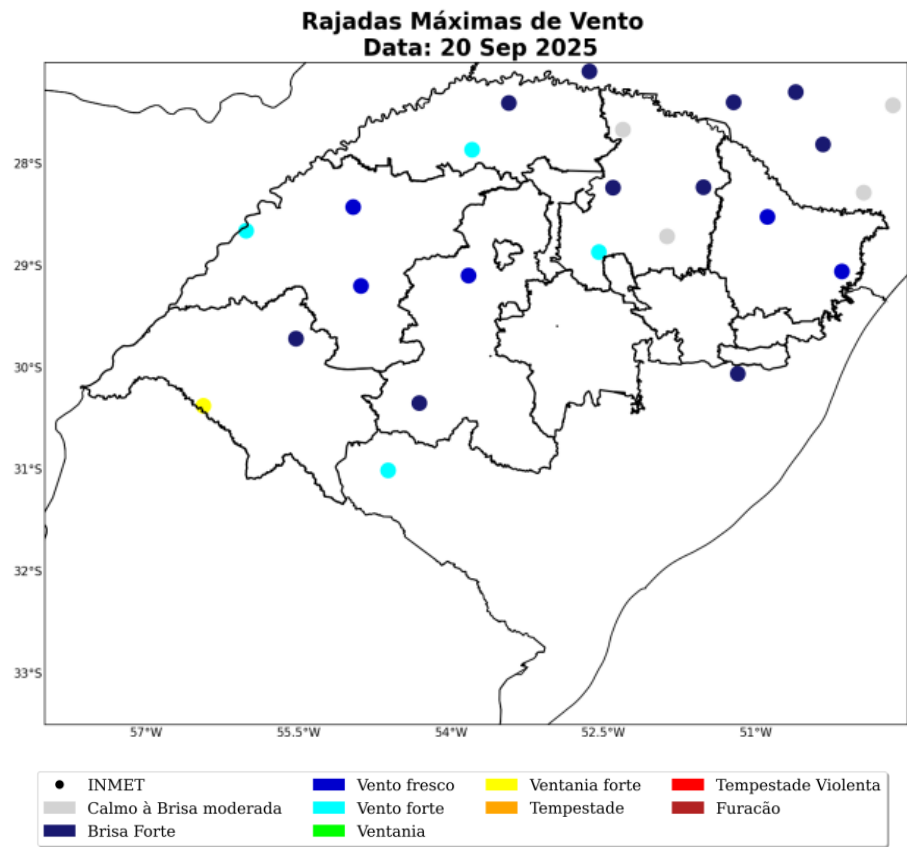 Rajadas Máximas de Vento
Data: 20 Sep 2025
28°S
29°S
30°S
31°S
32°S
33°S
57°W
55.5°W
54°W
52.5°W
51°W
INMET
Calmo à Brisa moderada
Brisa Forte
Vento fresco
Vento forte
Ventania
Ventania forte
Tempestade
Tempestade Violenta
Furacão